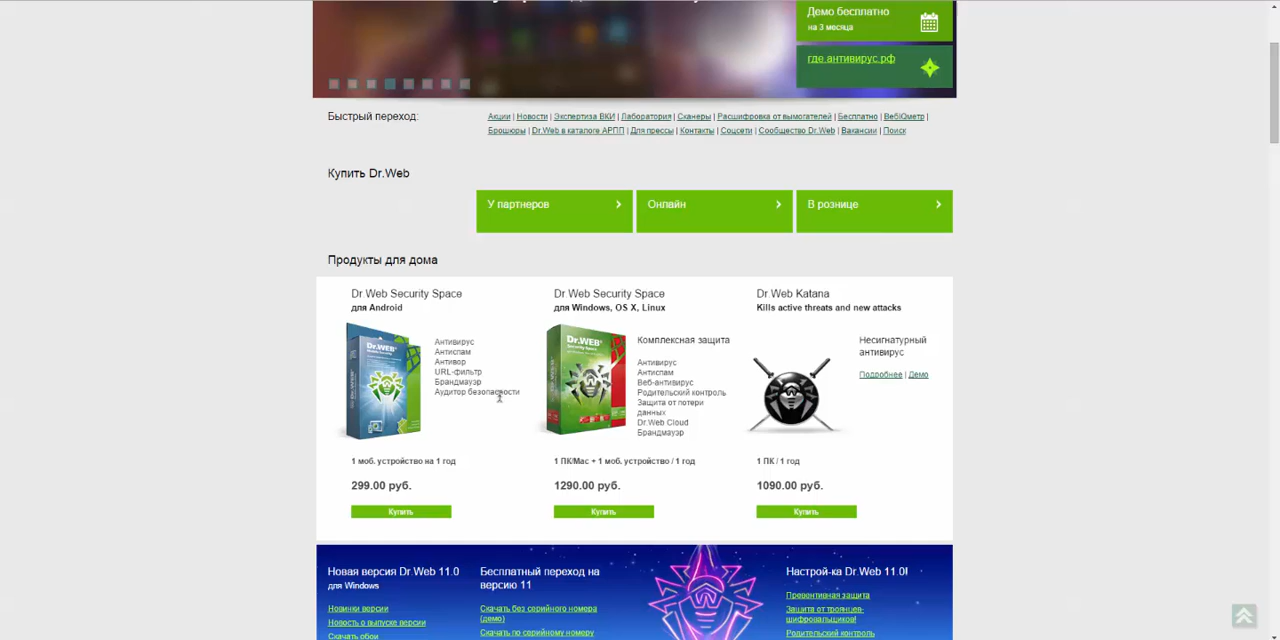 Демо бесплатно
на 3 месяца
где антивирус.рф
Быстрый переход:
Акции | Новости | Экспертиза ВКИ | Лаборатория | Сканеры | Расшифровка от вымогателей | Бесплатно | ВебIQметр |
Брошюры | Dr.Web в каталоге АРПП | Для прессы | Контакты | Соцсети | Сообщество Dr.Web | Вакансии | Поиск
Купить Dr.Web
У партнеров
Онлайн
В рознице
Продукты для дома
Dr Web Security Space
для Android
Dr.WEB
Антивирус
Антиспам
Антивор
URL-фильтр
Брандмауэр
Аудитор безопасности
1 моб. устройство на 1 год
299.00 руб.
Купить
Dr Web Security Space
для Windows, OS X, Linux
Dr.WEB
Security Space
Комплексная защита
Антивирус
Антиспам
Веб-антивирус
Родительский контроль
Защита от потери
данных
Dr.Web Cloud
Брандмауэр
1 ПК/Mac + 1 моб. устройство / 1 год
1290.00 руб.
Купить
Dr.Web Katana
Kills active threats and new attacks
Несигнатурный
антивирус
Подробнее | Демо
1 ПК / 1 год
1090.00 руб.
Купить
Новая версия Dr.Web 11.0
для Windows
Новинки версии
Новость о выпуске версии
Скачать обои
Бесплатный переход на
версию 11
Скачать без серийного номера
(демо)
Скачать по серийному номеру
Настрой-ка Dr.Web 11.0!
Превентивная защита
Защита от троянцев-
шифровальщиков!
Родительский контроль